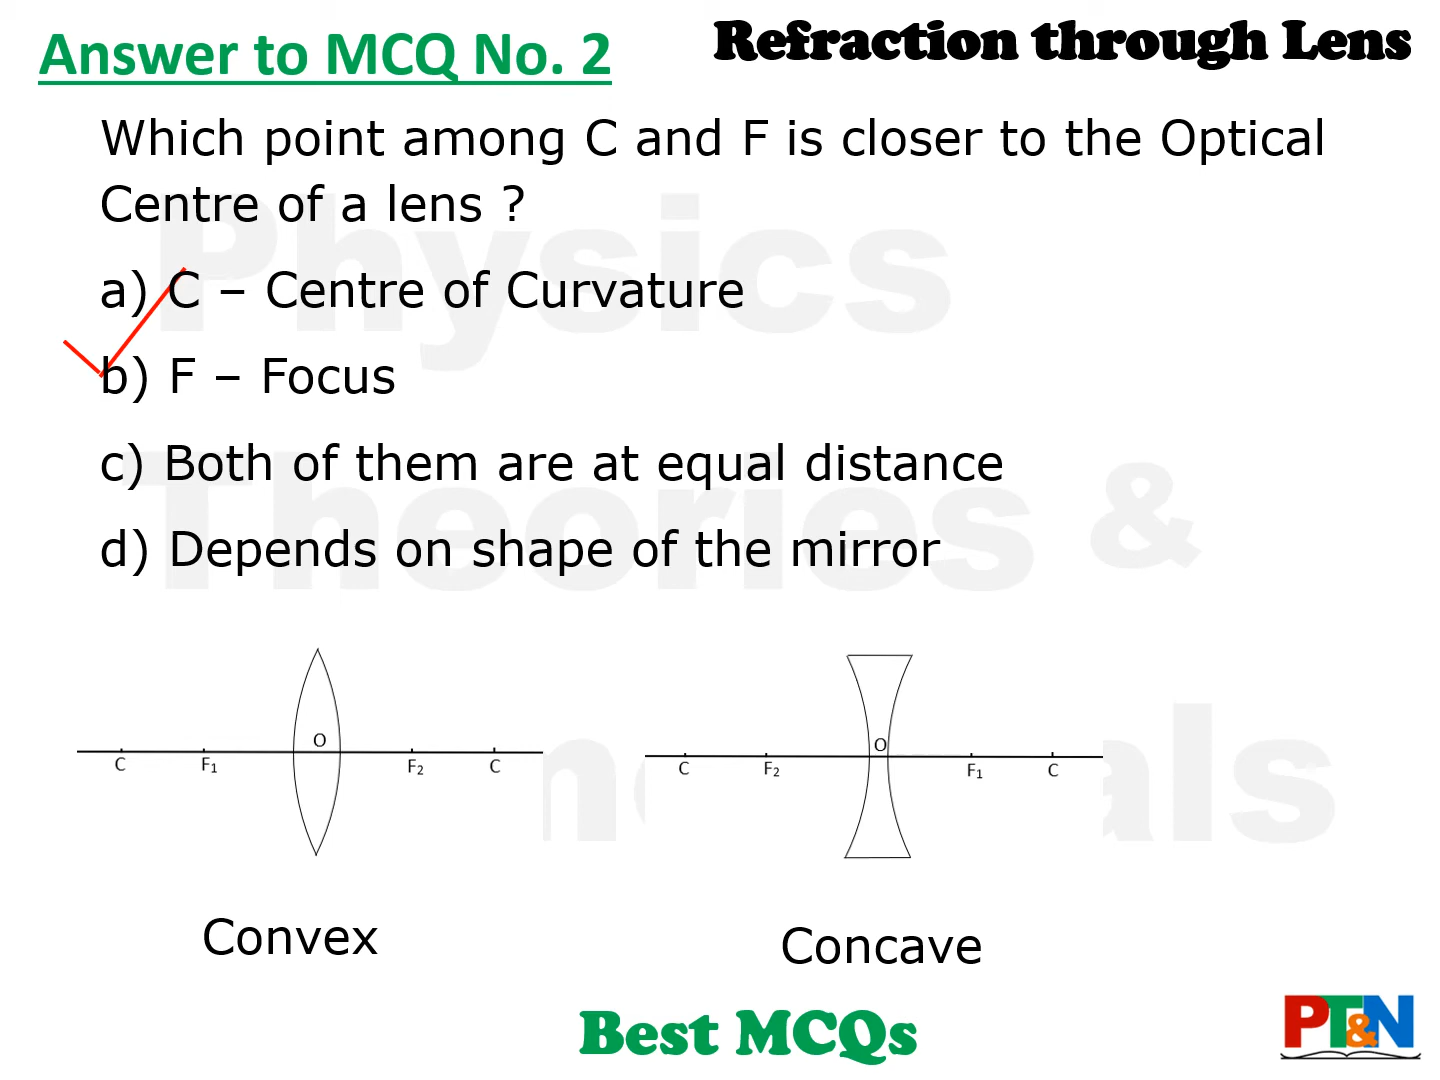 Answer to MCQ No. 2
Refraction through Lens
Which point among C and F is closer to the Optical
Centre of a lens ?
a) C – Centre of Curvature
b) F – Focus
c) Both of them are at equal distance
d) Depends on shape of the mirror
Physics
Theories &
O
C F₁ F₂ C
O
C F₂ F₁ C
Convex
Concave
Best MCQs
PT&N